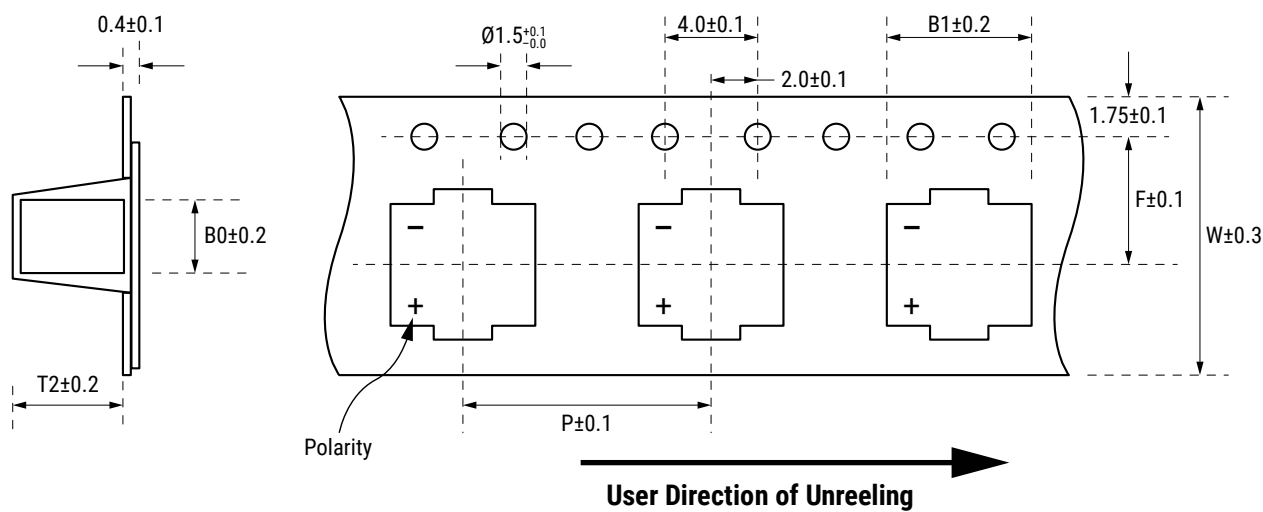 0.4±0.1
Ø1.5+0.1−0.0
4.0±0.1
B1±0.2
2.0±0.1
1.75±0.1
F±0.1
B0±0.2
W±0.3
−
−
−
+
+
+
T2±0.2
P±0.1
Polarity
User Direction of Unreeling